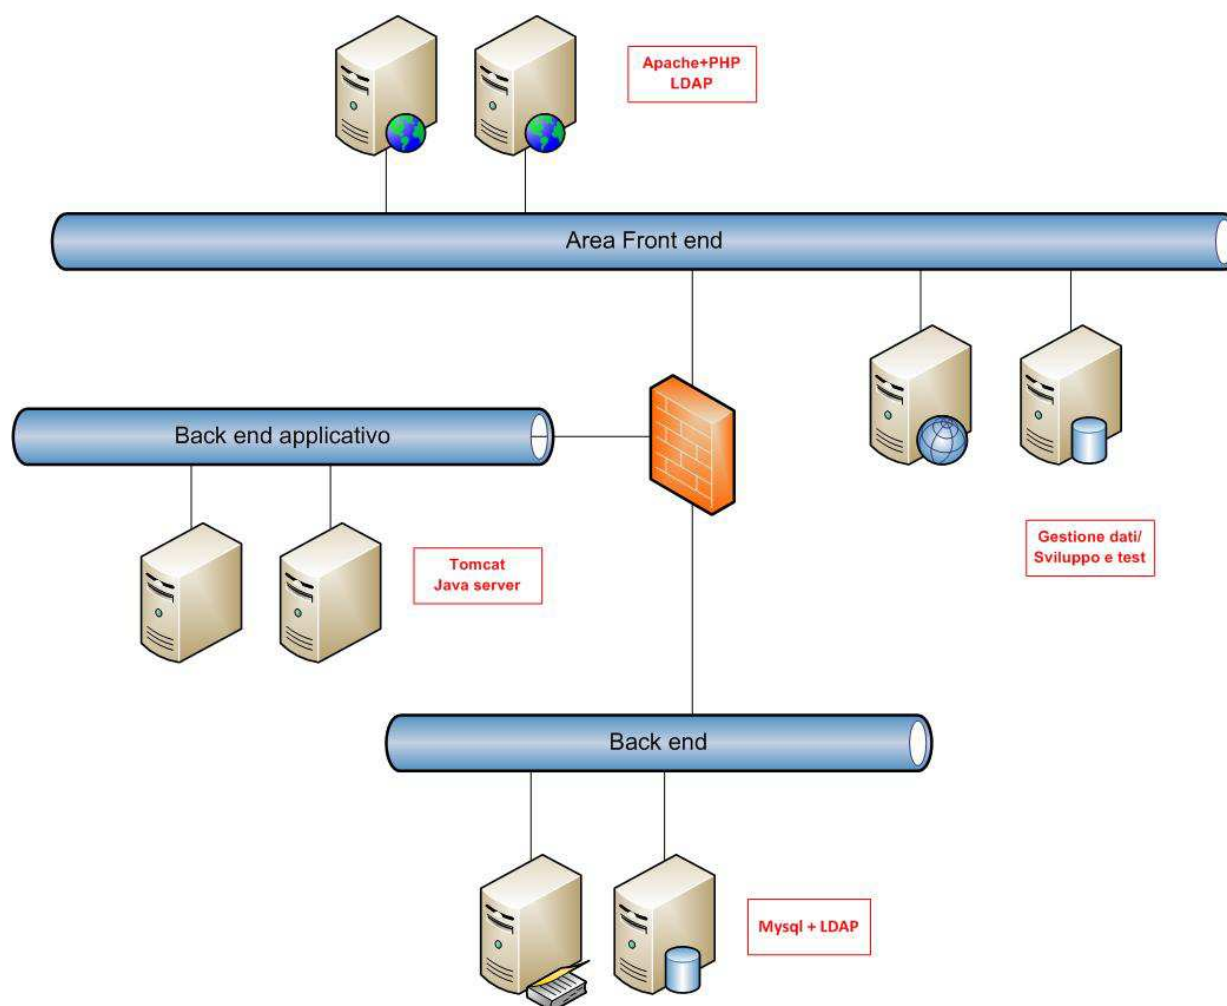 Apache+PHP
LDAP
Area Front end
Back end applicativo
Tomcat
Java server
Gestione dati/
Sviluppo e test
Back end
Mysql + LDAP